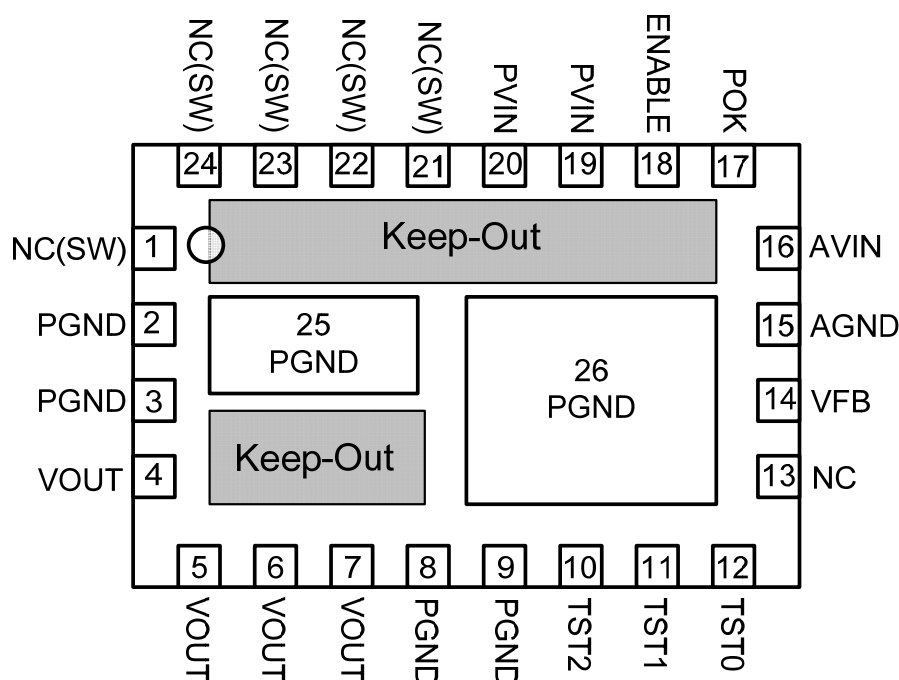 NC(SW)
NC(SW)
NC(SW)
NC(SW)
PVIN
PVIN
ENABLE
POK
24
23
22
21
20
19
18
17
NC(SW)
1
Keep-Out
16
AVIN
PGND
2
25
PGND
15
AGND
26
PGND
PGND
3
14
VFB
Keep-Out
VOUT
4
13
NC
5
6
7
8
9
10
11
12
VOUT
VOUT
VOUT
PGND
PGND
TST2
TST1
TST0